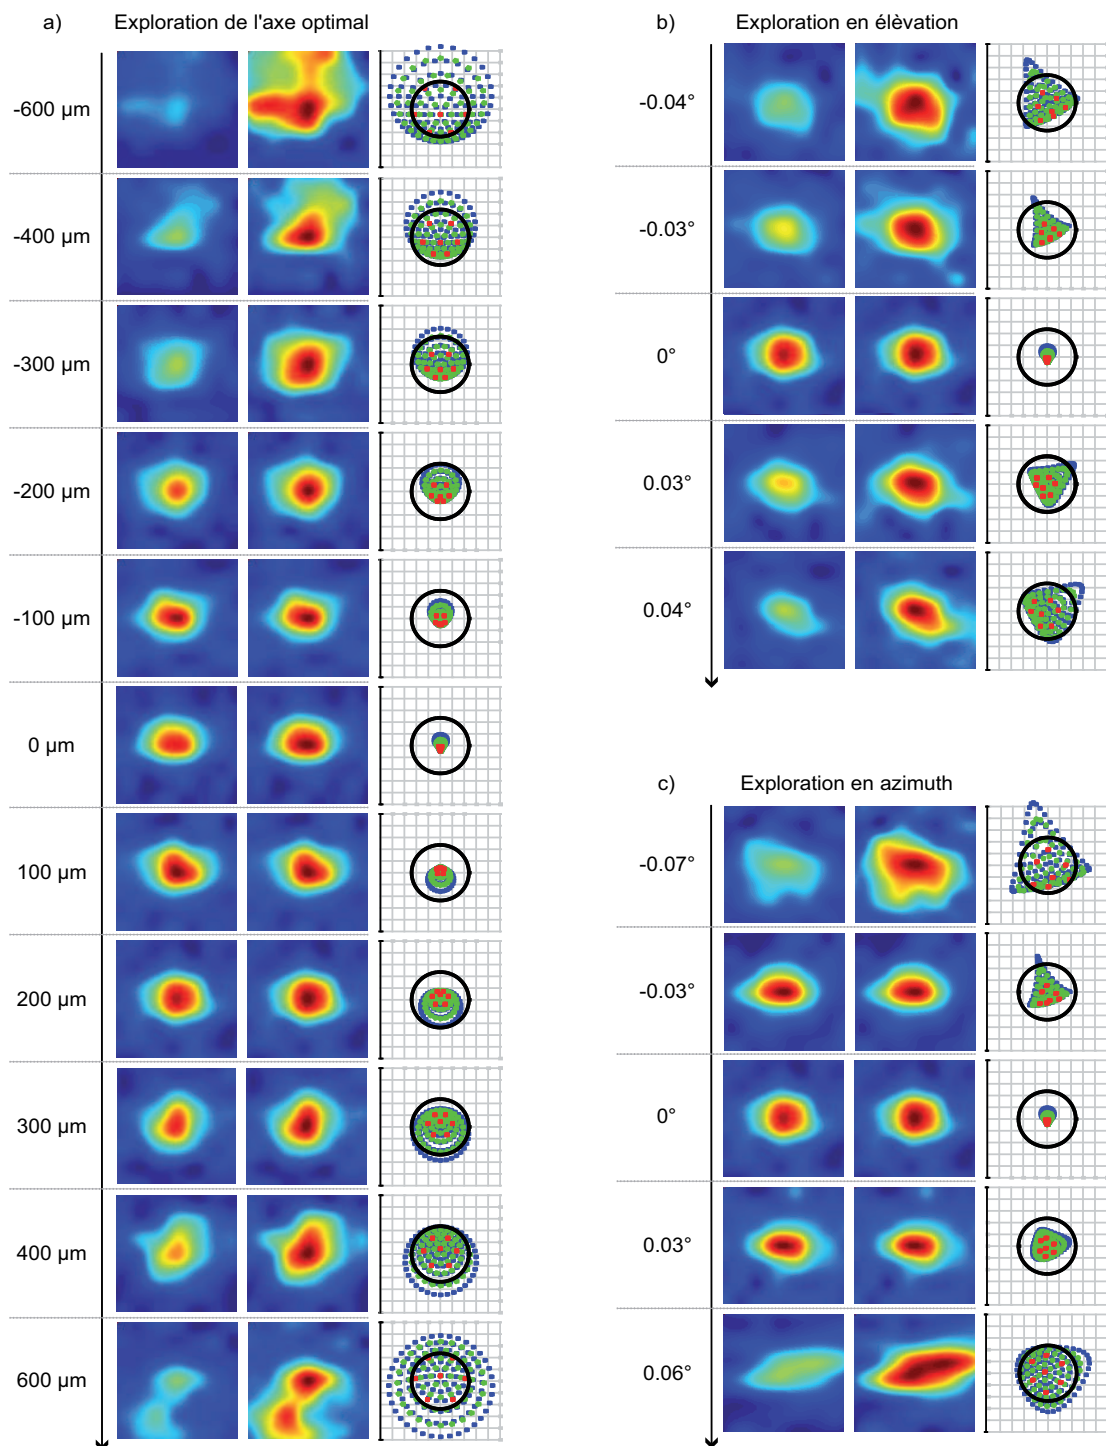 a) Exploration de l'axe optimal
-600 µm
-400 µm
-300 µm
-200 µm
-100 µm
0 µm
100 µm
200 µm
300 µm
400 µm
600 µm
b) Exploration en élèvation
-0.04°
-0.03°
0°
0.03°
0.04°
c) Exploration en azimuth
-0.07°
-0.03°
0°
0.03°
0.06°